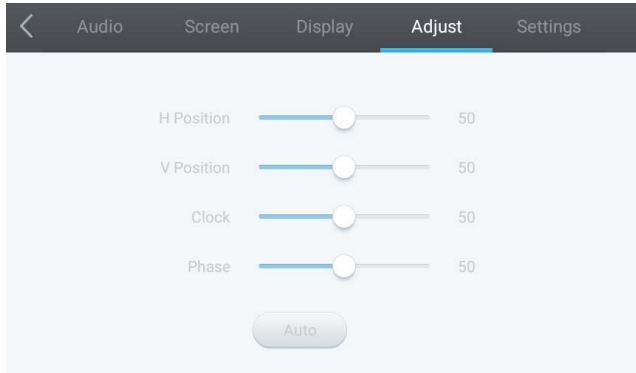 Audio Screen Display Adjust Settings
H Position 50
V Position 50
Clock 50
Phase 50
Auto